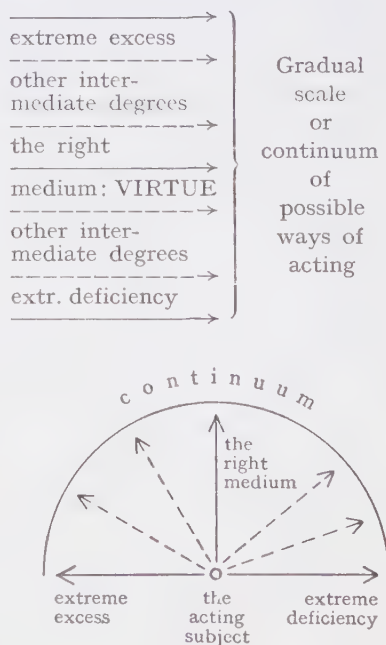 extreme excess
other inter-
mediate degrees
the right
medium: VIRTUE
other inter-
mediate degrees
extr. deficiency
Gradual
scale
or
continuum
of
possible
ways of
acting
continuum
the
right
medium
extreme
excess
the
acting
subject
extreme
deficiency